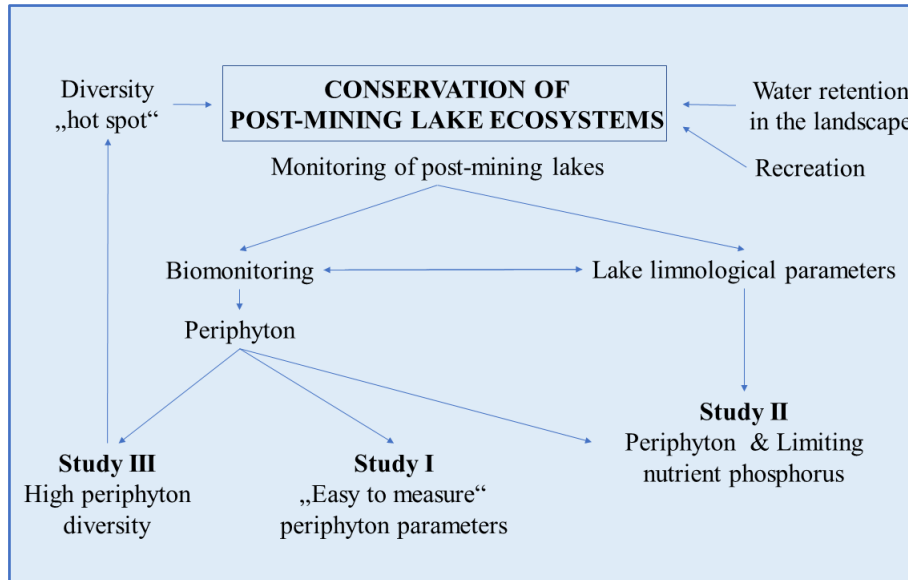 Diversity
„hot spot“
CONSERVATION OF
POST-MINING LAKE ECOSYSTEMS
Water retention
in the landscape
Recreation
Monitoring of post-mining lakes
Biomonitoring
Lake limnological parameters
Periphyton
Study II
Periphyton & Limiting
nutrient phosphorus
Study III
High periphyton
diversity
Study I
„Easy to measure“
periphyton parameters